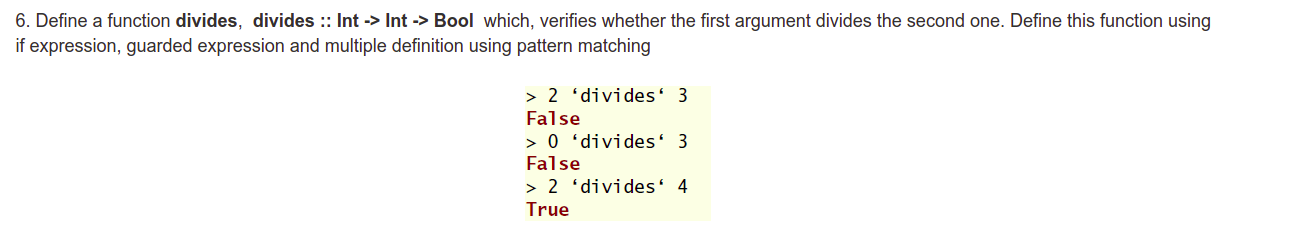 6. Define a function divides,  divides :: Int -> Int -> Bool  which, verifies whether the first argument divides the second one. Define this function using
if expression, guarded expression and multiple definition using pattern matching
> 2 ‘divides‘ 3
False
> 0 ‘divides‘ 3
False
> 2 ‘divides‘ 4
True